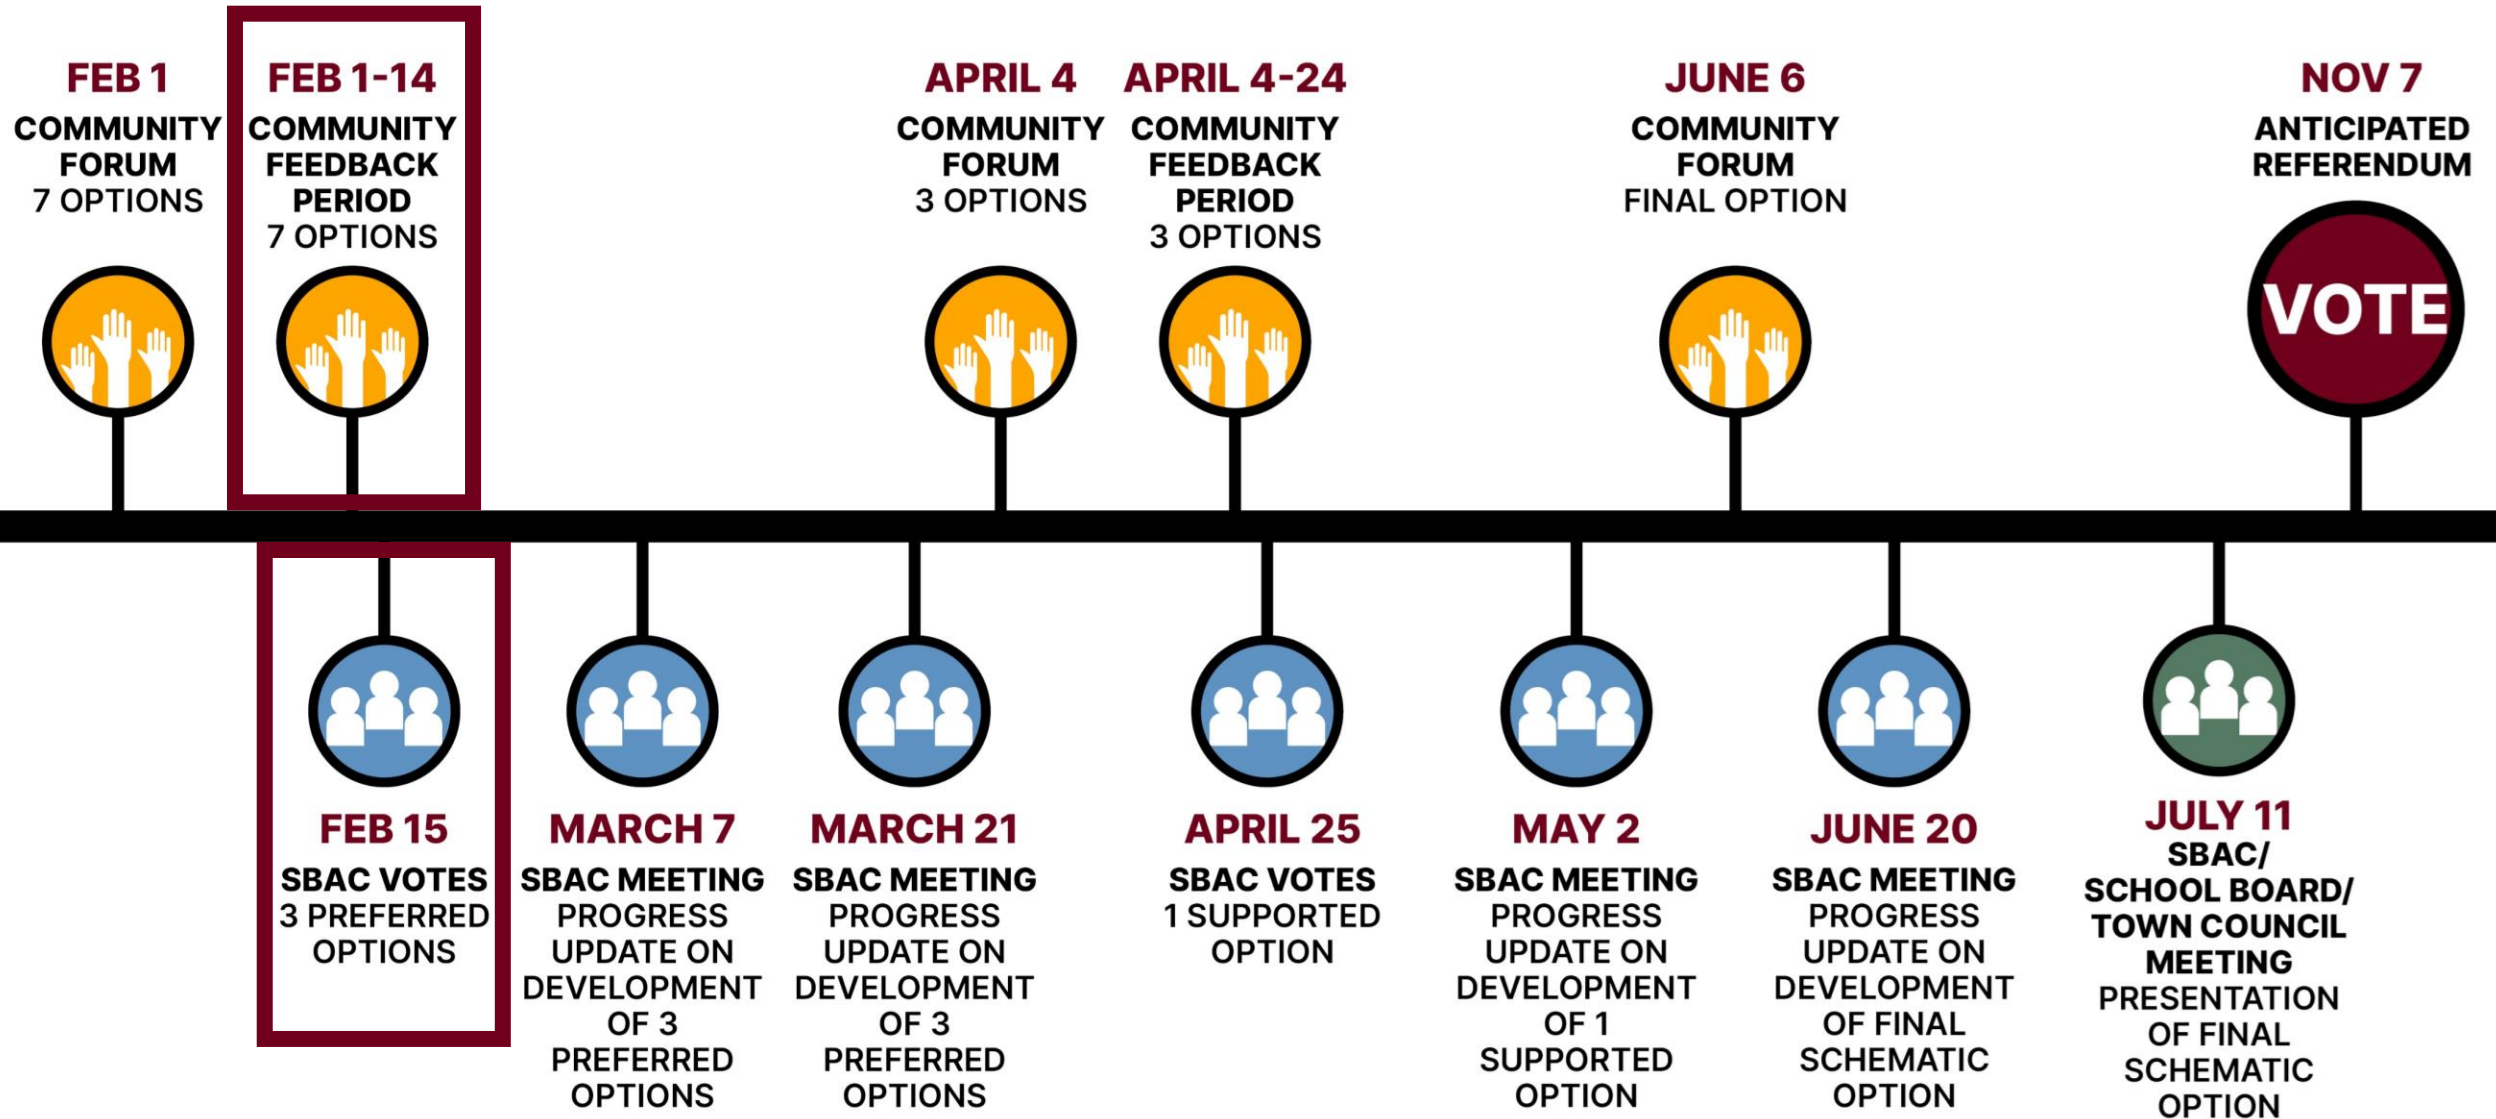 FEB 1
COMMUNITY
FORUM
7 OPTIONS
FEB 1-14
COMMUNITY
FEEDBACK
PERIOD
7 OPTIONS
APRIL 4
COMMUNITY
FORUM
3 OPTIONS
APRIL 4-24
COMMUNITY
FEEDBACK
PERIOD
3 OPTIONS
JUNE 6
COMMUNITY
FORUM
FINAL OPTION
NOV 7
ANTICIPATED
REFERENDUM
VOTE
FEB 15
SBAC VOTES
3 PREFERRED
OPTIONS
MARCH 7
SBAC MEETING
PROGRESS
UPDATE ON
DEVELOPMENT
OF 3
PREFERRED
OPTIONS
MARCH 21
SBAC MEETING
PROGRESS
UPDATE ON
DEVELOPMENT
OF 3
PREFERRED
OPTIONS
APRIL 25
SBAC VOTES
1 SUPPORTED
OPTION
MAY 2
SBAC MEETING
PROGRESS
UPDATE ON
DEVELOPMENT
OF 1
SUPPORTED
OPTION
JUNE 20
SBAC MEETING
PROGRESS
UPDATE ON
DEVELOPMENT
OF FINAL
SCHEMATIC
OPTION
JULY 11
SBAC/
SCHOOL BOARD/
TOWN COUNCIL
MEETING
PRESENTATION
OF FINAL
SCHEMATIC
OPTION